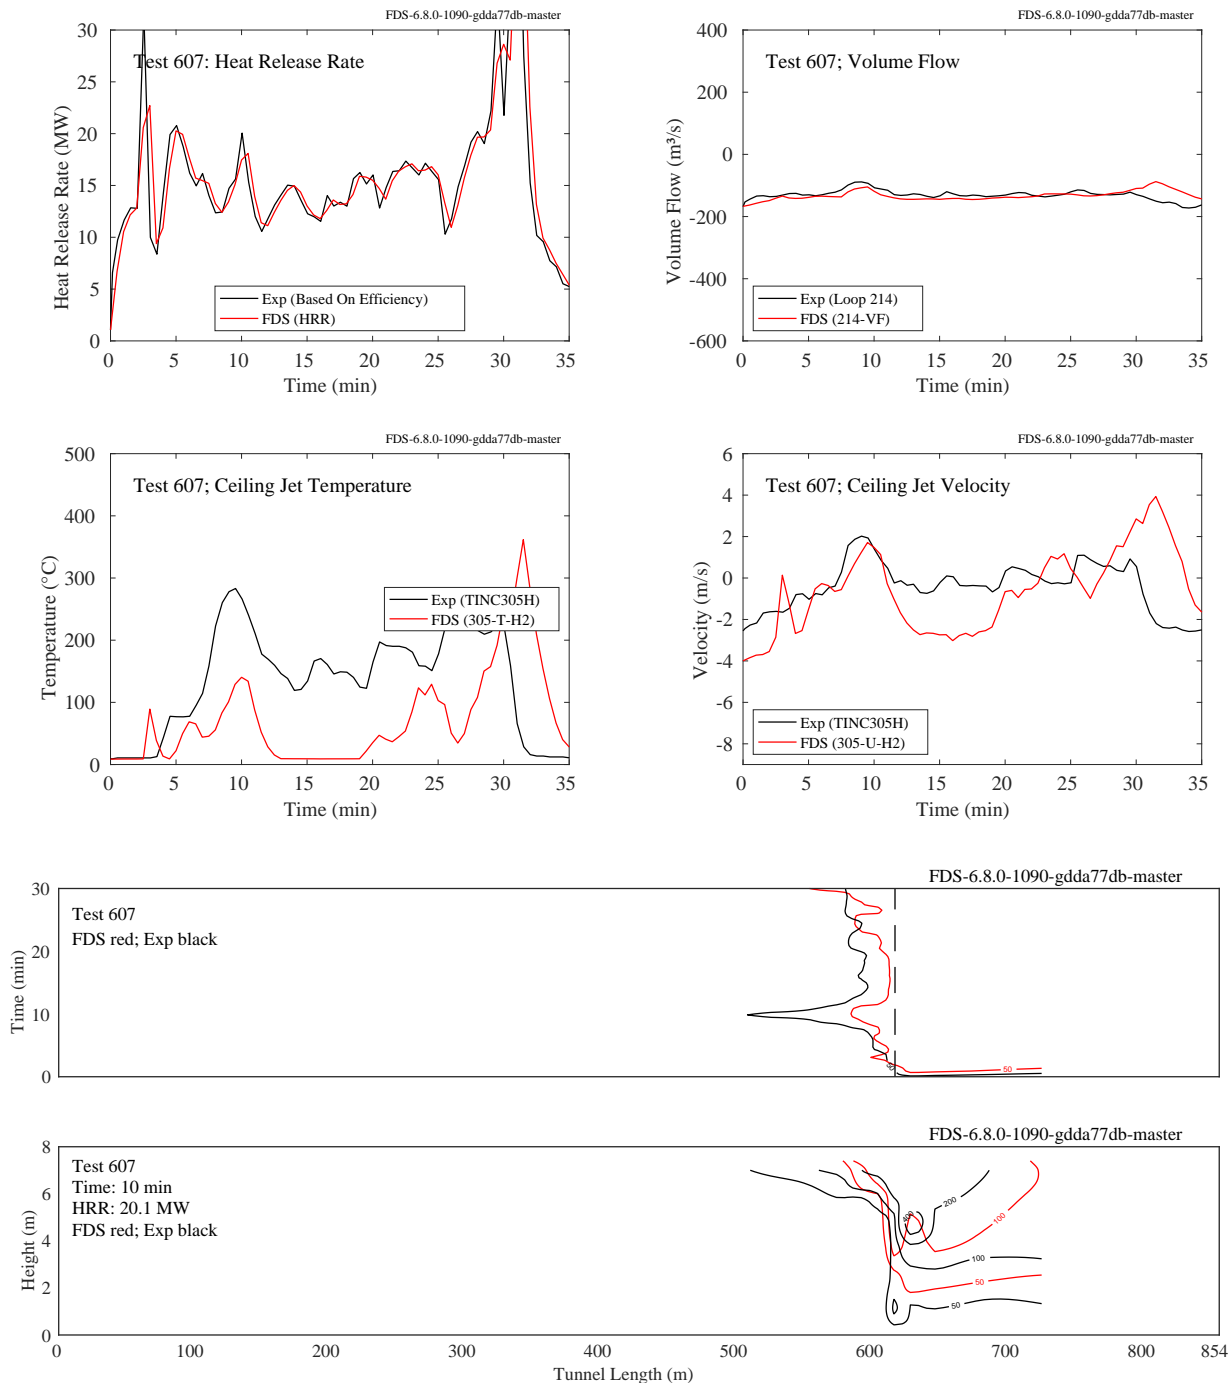 FDS-6.8.0-1090-gdda77db-master
Test 607: Heat Release Rate
Heat Release Rate (MW)
30
25
20
15
10
5
0
Exp (Based On Efficiency)
FDS (HRR)
0 5 10 15 20 25 30 35
Time (min)
FDS-6.8.0-1090-gdda77db-master
Test 607; Volume Flow
Volume Flow (m³/s)
400
200
0
-200
-400
-600
Exp (Loop 214)
FDS (214-VF)
0 5 10 15 20 25 30 35
Time (min)
FDS-6.8.0-1090-gdda77db-master
Test 607; Ceiling Jet Temperature
Temperature (°C)
500
400
300
200
100
0
Exp (TINC305H)
FDS (305-T-H2)
0 5 10 15 20 25 30 35
Time (min)
FDS-6.8.0-1090-gdda77db-master
Test 607; Ceiling Jet Velocity
Velocity (m/s)
6
4
2
0
-2
-4
-6
-8
Exp (TINC305H)
FDS (305-U-H2)
0 5 10 15 20 25 30 35
Time (min)
FDS-6.8.0-1090-gdda77db-master
Test 607
FDS red; Exp black
Time (min)
30
20
10
0
50
50
FDS-6.8.0-1090-gdda77db-master
Test 607
Time: 10 min
HRR: 20.1 MW
FDS red; Exp black
Height (m)
8
6
4
2
0
200
400
100
100
50
50
0 100 200 300 400 500 600 700 800 854
Tunnel Length (m)